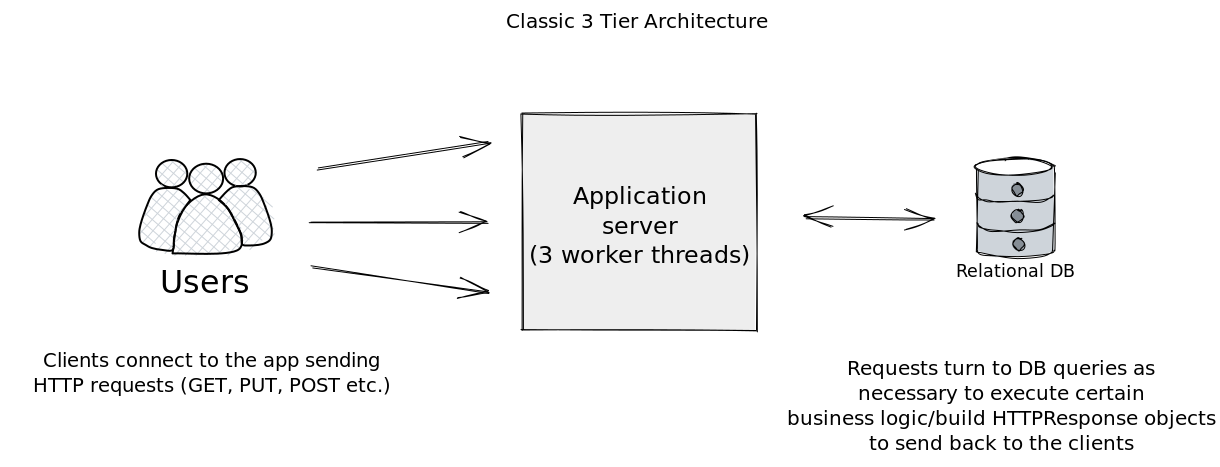 Classic 3 Tier Architecture
Application
server
(3 worker threads)
Users
Relational DB
Clients connect to the app sending
HTTP requests (GET, PUT, POST etc.)
Requests turn to DB queries as
necessary to execute certain
business logic/build HTTPResponse objects
to send back to the clients